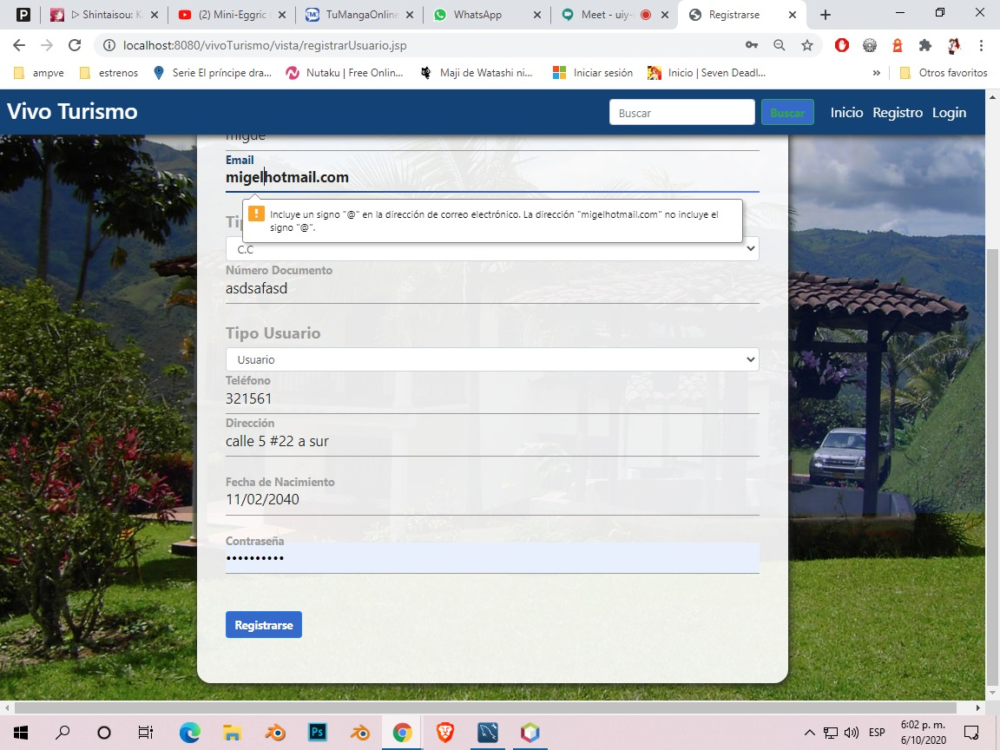 ▷ Shintaisou: K
(2) Mini-Eggric
TuMangaOnline
WhatsApp
Meet - uiy-
Registrarse
localhost:8080/vivoTurismo/vista/registrarUsuario.jsp
ampve
estrenos
Serie El príncipe dra...
Nutaku | Free Onlin...
Maji de Watashi ni...
Iniciar sesión
Inicio | Seven Deadl...
»
Otros favoritos
Vivo Turismo
Buscar
Buscar
Inicio
Registro
Login
migue
Email
migelhotmail.com
Incluye un signo "@" en la dirección de correo electrónico. La dirección "migelhotmail.com" no incluye el
signo "@".
C.C
Número Documento
asdsafasd
Tipo Usuario
Usuario
Teléfono
321561
Dirección
calle 5 #22 a sur
Fecha de Nacimiento
11/02/2040
Contraseña
••••••••••
Registrarse
Ps
ESP
6:02 p. m.
6/10/2020